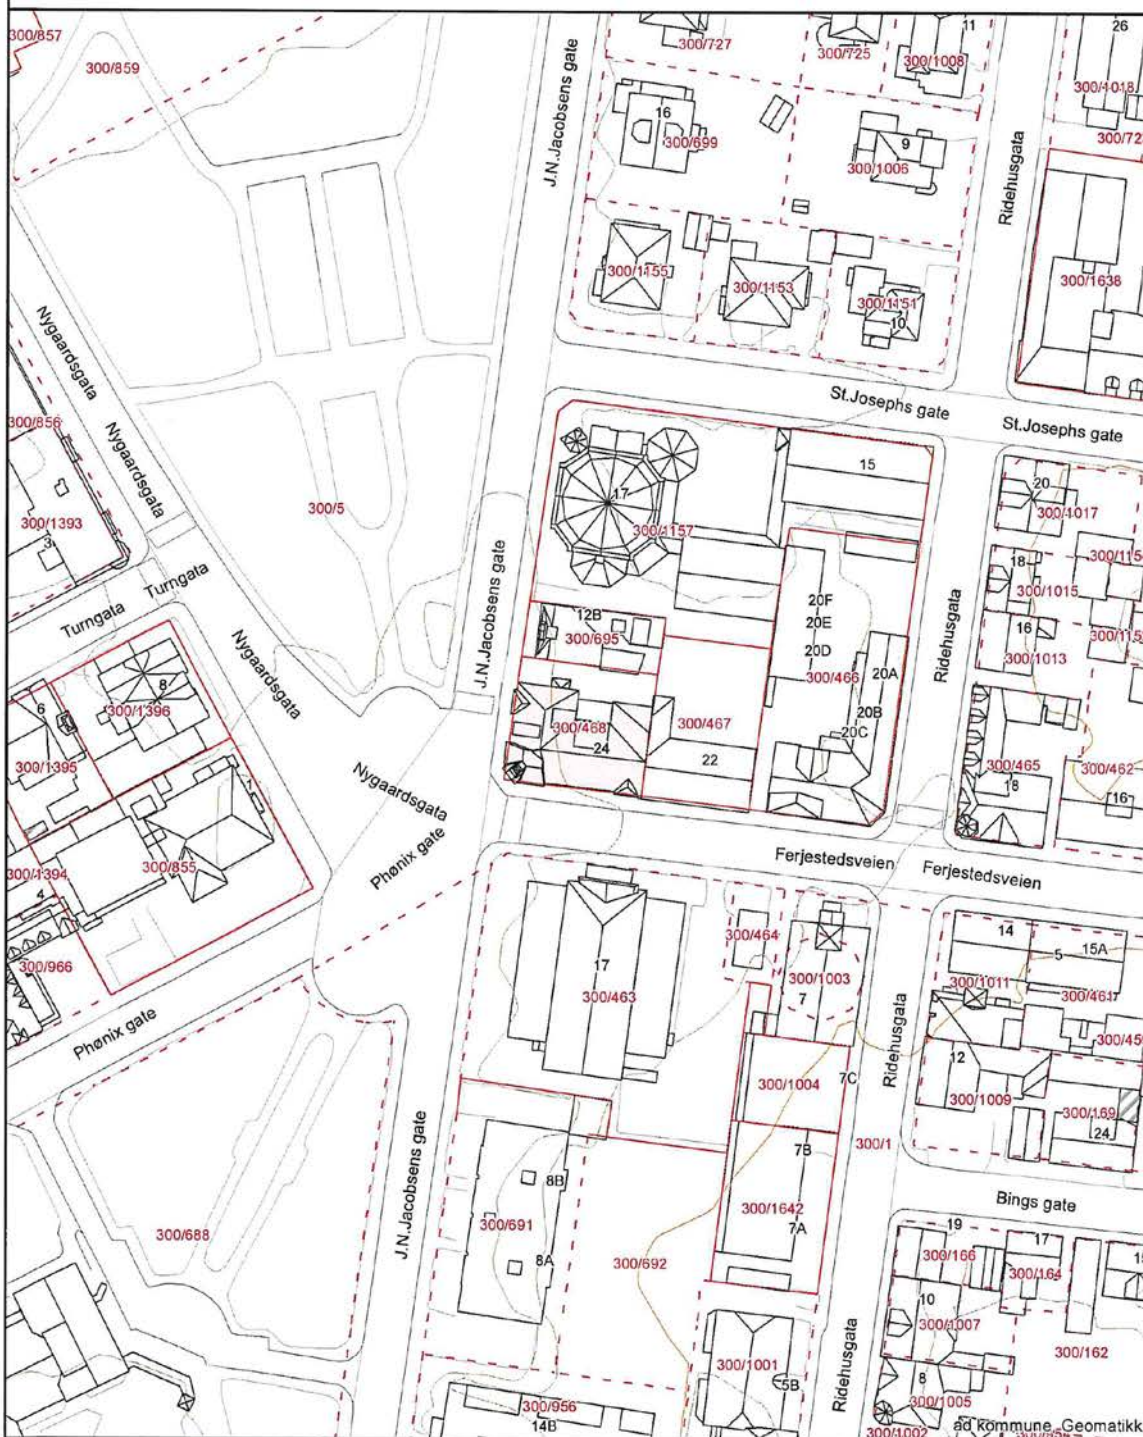 300/857
300/859
J.N.Jacobsens gate
300/727
300/725
11
300/1008
26
300/1018
16
300/699
9
300/1006
Ridehusgata
300/1155
300/1153
300/1151
10
300/1638
Nygaardsgata
Nygaardsgata
300/856
St.Josephs gate
St.Josephs gate
300/1393
3
300/5
17
300/1157
15
20
300/1017
Turngata
Turngata
J.N.Jacobsens gate
12B
300/695
20F
20E
20D
300/466
20A
20B
20C
Ridehusgata
18
300/1015
16
300/1013
6
8
300/1396
Nygaardsgata
300/1395
300/468
24
300/467
22
300/465
18
300/462
16
Nygaardsgata
Phønix gate
Ferjestedsveien
Ferjestedsveien
300/855
300/1394
4
300/966
17
300/463
300/464
300/1003
7
14
5
15A
300/1011
300/461
Phønix gate
Ridehusgata
300/1004
7C
12
300/1009
300/169
24
J.N.Jacobsens gate
7B
300/1
8B
300/691
8A
300/1642
7A
Bings gate
300/688
300/692
19
300/166
17
300/164
10
300/1007
300/162
300/1001
5B
Ridehusgata
8
300/1005
300/956
14B
300/1002
ad kommune, Geomatikk